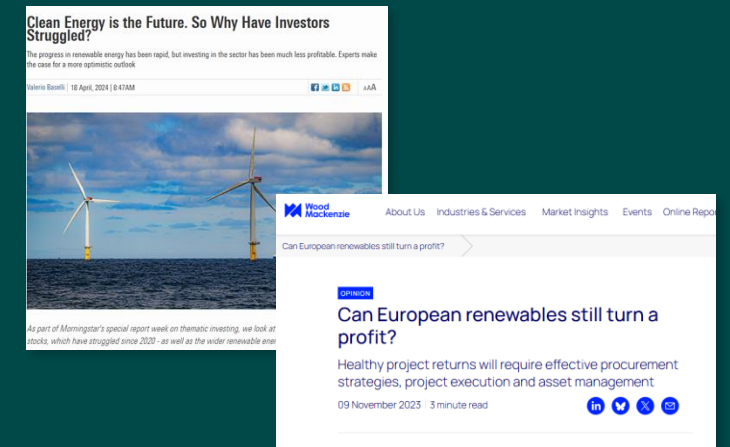 Clean Energy is the Future. So Why Have Investors
Struggled?
The progress in renewable energy has been rapid, but investing in the sector has been much less profitable. Experts make
the case for a more optimistic outlook
Valerio Baselli | 18 April, 2024 | 8:47AM
AAA
As part of Morningstar's special report week on thematic investing, we look at
stocks, which have struggled since 2020 - as well as the wider renewable
Wood
Mackenzie
About Us Industries & Services Market Insights Events Online
Can European renewables still turn a profit?
OPINION
Can European renewables still turn a
profit?
Healthy project returns will require effective procurement
strategies, project execution and asset management
09 November 2023 | 3 minute read